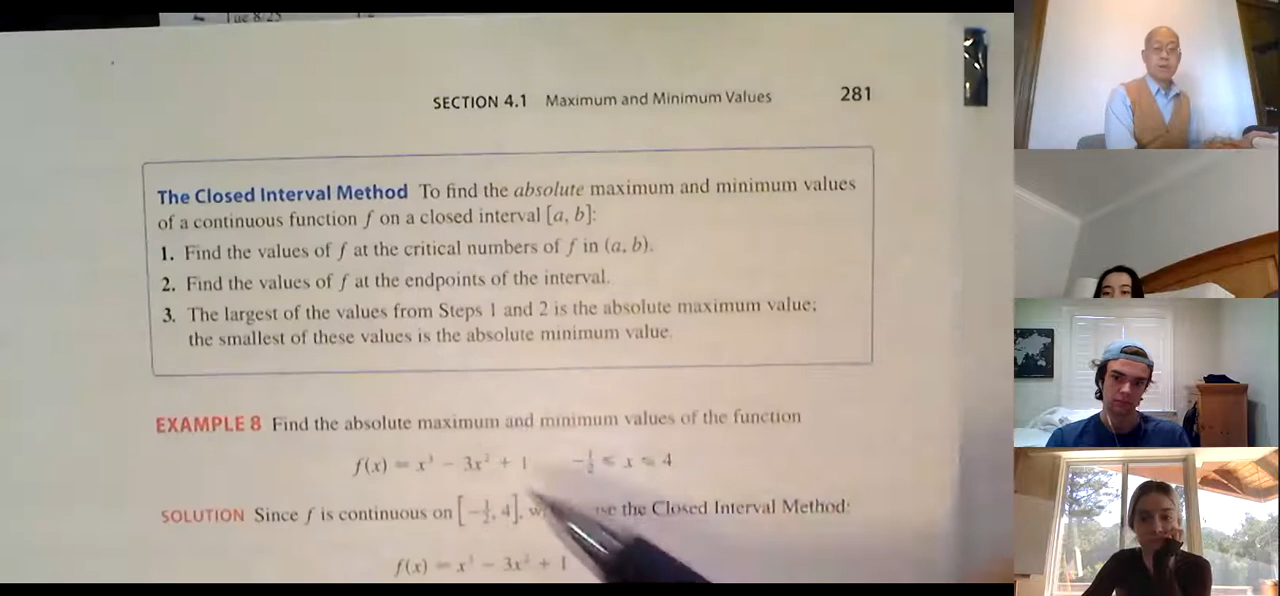 Tue 8/25
SECTION 4.1 Maximum and Minimum Values 281
The Closed Interval Method To find the absolute maximum and minimum values
of a continuous function f on a closed interval [a, b]:
1. Find the values of f at the critical numbers of f in (a, b).
2. Find the values of f at the endpoints of the interval.
3. The largest of the values from Steps 1 and 2 is the absolute maximum value;
the smallest of these values is the absolute minimum value.
EXAMPLE 8 Find the absolute maximum and minimum values of the function
f(x) = x³ − 3x² + 1 −½ ≤ x ≤ 4
SOLUTION Since f is continuous on [−½, 4], the Closed Interval Method:
f(x) = x³ − 3x² + 1